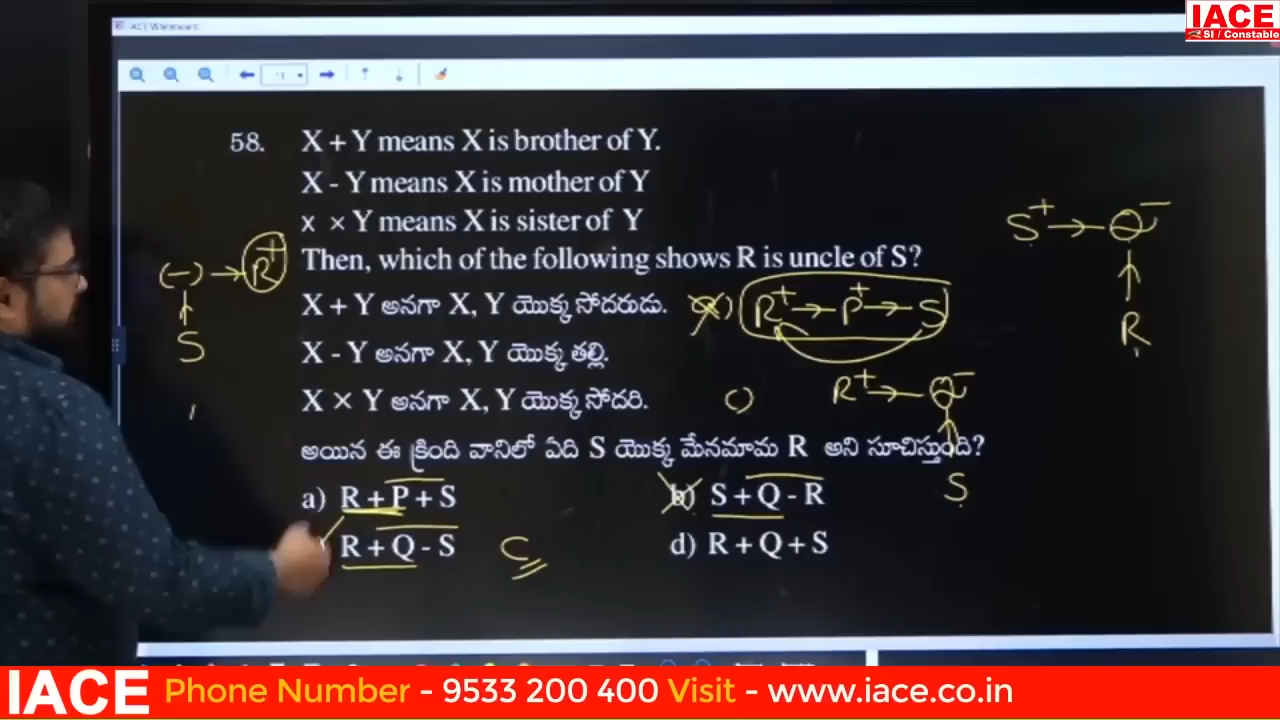 IACE
SI / Constable
58. X + Y means X is brother of Y.
X - Y means X is mother of Y
x × Y means X is sister of Y
Then, which of the following shows R is uncle of S?
X + Y అనగా X, Y యొక్క సోదరుడు.
X - Y అనగా X, Y యొక్క తల్లి.
X × Y అనగా X, Y యొక్క సోదరి.
అయిన ఈ క్రింది వానిలో ఏది S యొక్క మేనమామ R అని సూచిస్తుంది?
a) R + P + S
b) S + Q - R
R + Q - S
d) R + Q + S
(-) → R+
S
a) R+ → P+ → S
S+ → Q-
R
c) R+ → Q-
S
C
IACE Phone Number - 9533 200 400 Visit - www.iace.co.in